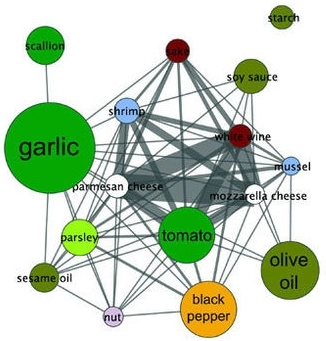 starch
scallion
sake
soy sauce
shrimp
white wine
garlic
mussel
parmesan cheese
mozzarella cheese
parsley
tomato
olive
oil
sesame oil
black
pepper
nut